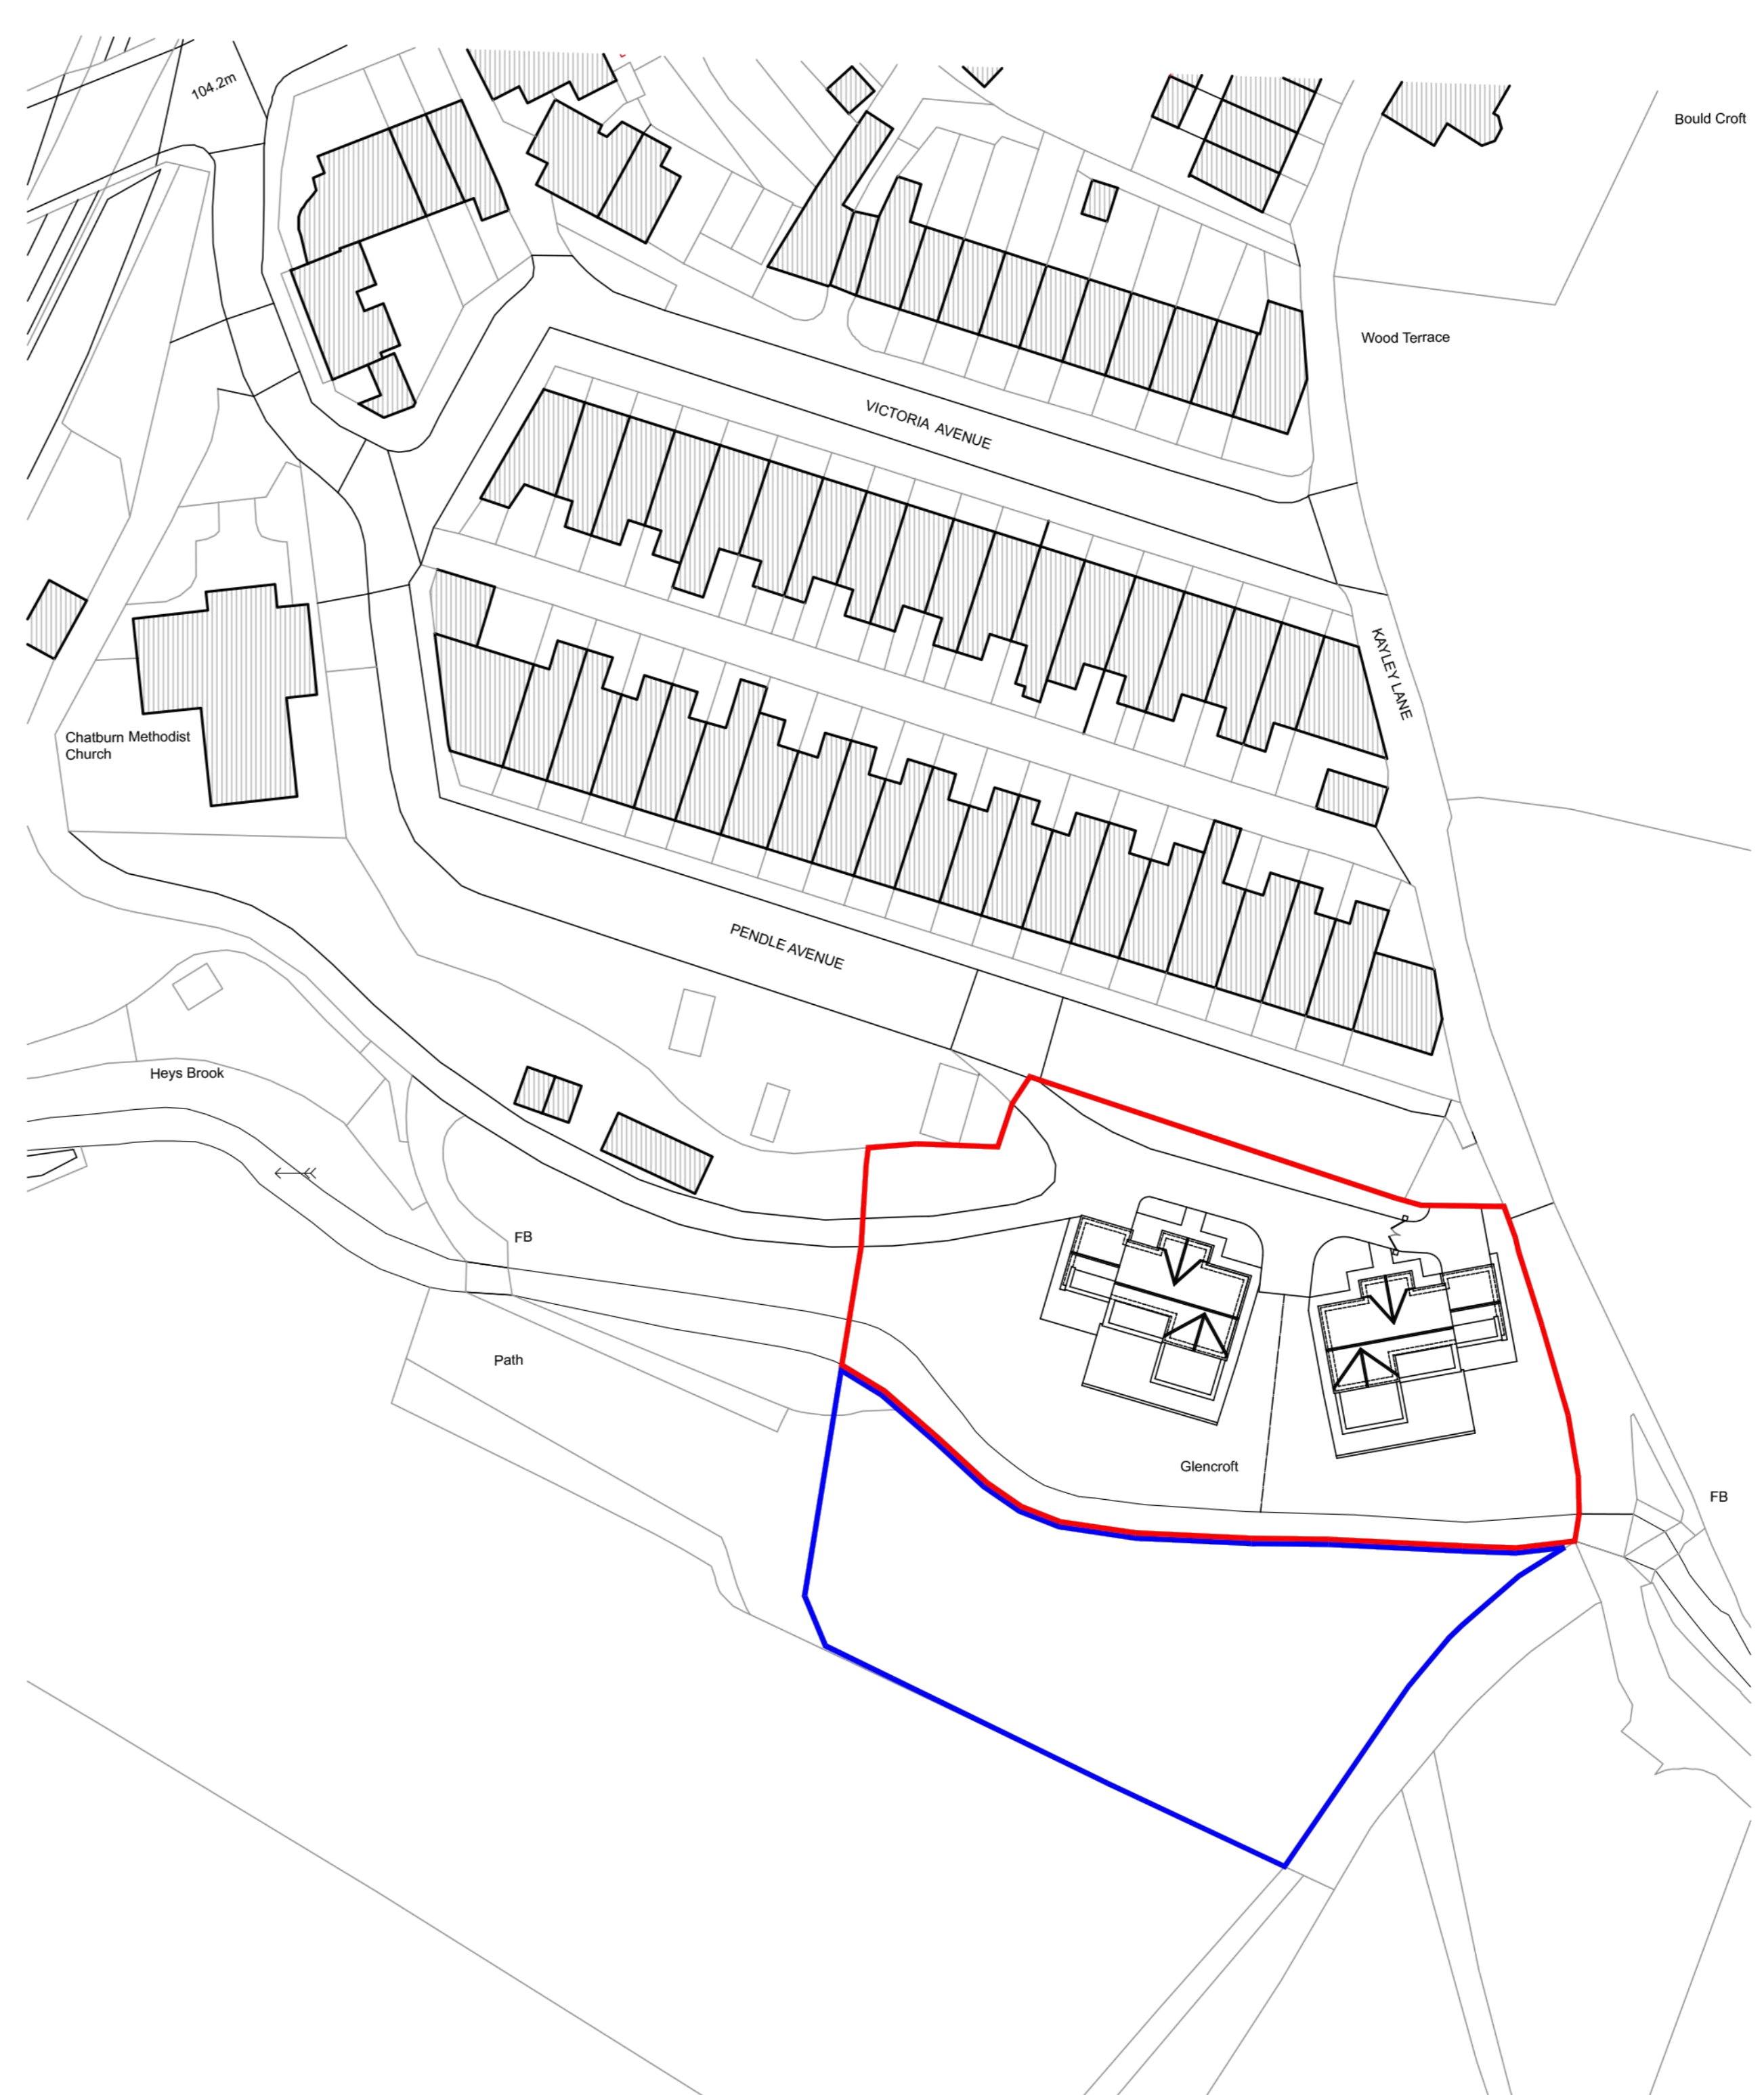 104.2m
Bould Croft
Wood Terrace
VICTORIA AVENUE
KAYLEY LANE
Chatburn Methodist
Church
PENDLE AVENUE
Heys Brook
FB
Path
Glencroft
FB